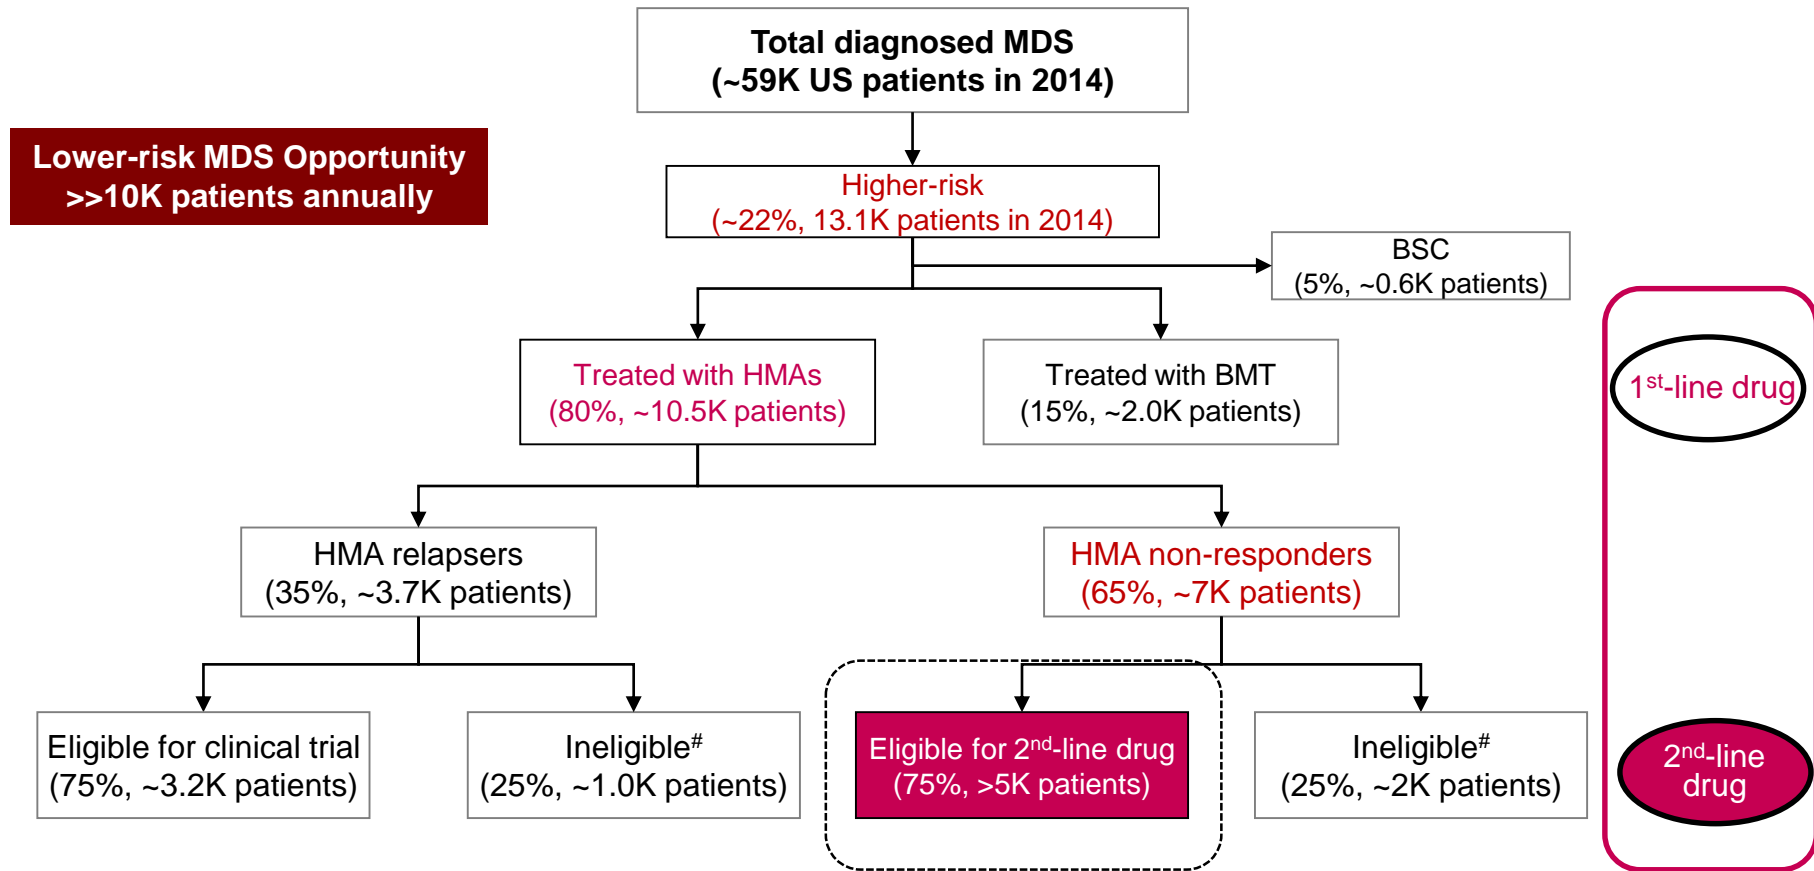 Total diagnosed MDS
(~59K US patients in 2014)
Lower-risk MDS Opportunity
>>10K patients annually
Higher-risk
(~22%, 13.1K patients in 2014)
BSC
(5%, ~0.6K patients)
Treated with HMAs
(80%, ~10.5K patients)
Treated with BMT
(15%, ~2.0K patients)
1st-line drug
HMA relapsers
(35%, ~3.7K patients)
HMA non-responders
(65%, ~7K patients)
Eligible for clinical trial
(75%, ~3.2K patients)
Ineligible#
(25%, ~1.0K patients)
Eligible for 2nd-line drug
(75%, >5K patients)
Ineligible#
(25%, ~2K patients)
2nd-line
drug